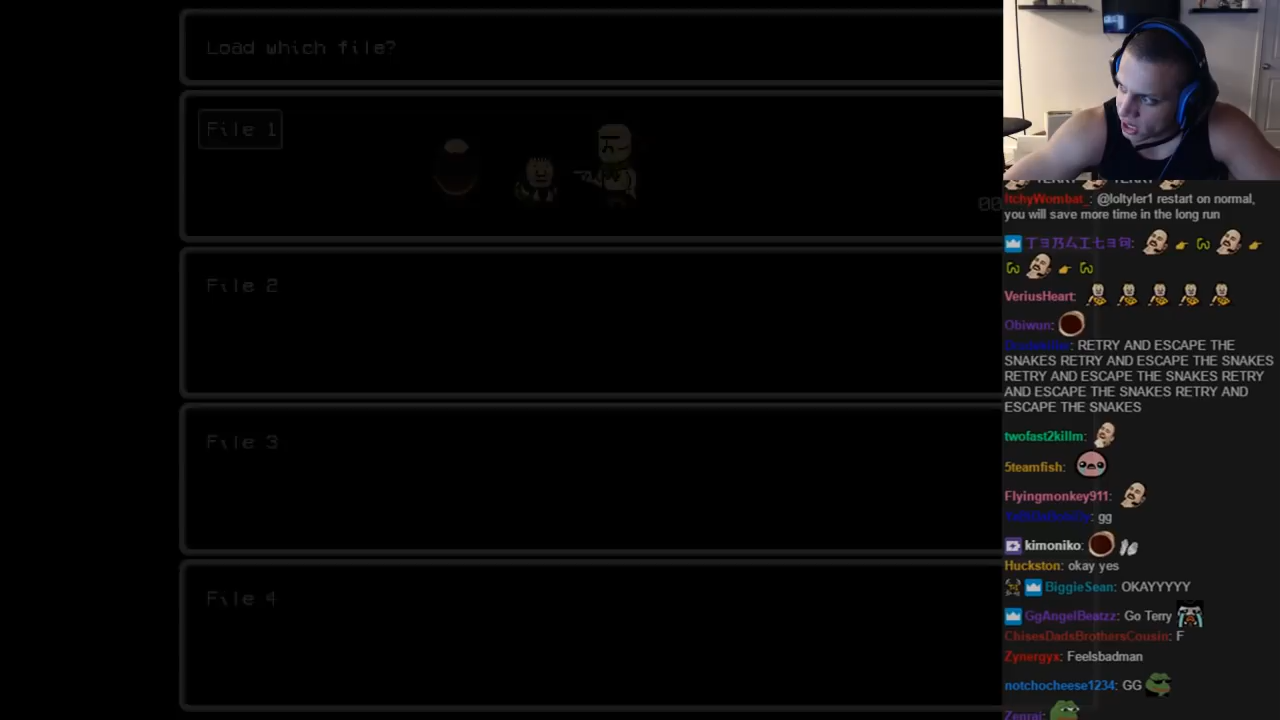 Load which file?
File 1
00
File 2
File 3
File 4
ItchyWombat_: @loltyler1 restart on normal,
you will save more time in the long run
VeriusHeart:
Obiwun:
RETRY AND ESCAPE THE
SNAKES RETRY AND ESCAPE THE SNAKES
RETRY AND ESCAPE THE SNAKES RETRY
AND ESCAPE THE SNAKES RETRY AND
ESCAPE THE SNAKES
twofast2killm:
5teamfish:
Flyingmonkey911:
gg
kimoniko:
Huckston: okay yes
BiggieSean: OKAYYYYY
GgAngelBeatzz: Go Terry
ChisesDadsBrothersCousin: F
Zynergyx: Feelsbadman
notchocheese1234: GG